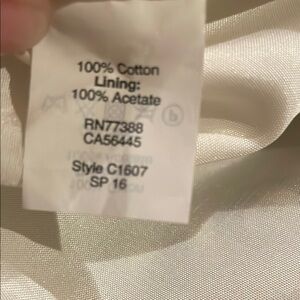 100% Cotton
Lining:
100% Acetate
RN77388
CA56445
Style C1607
SP 16